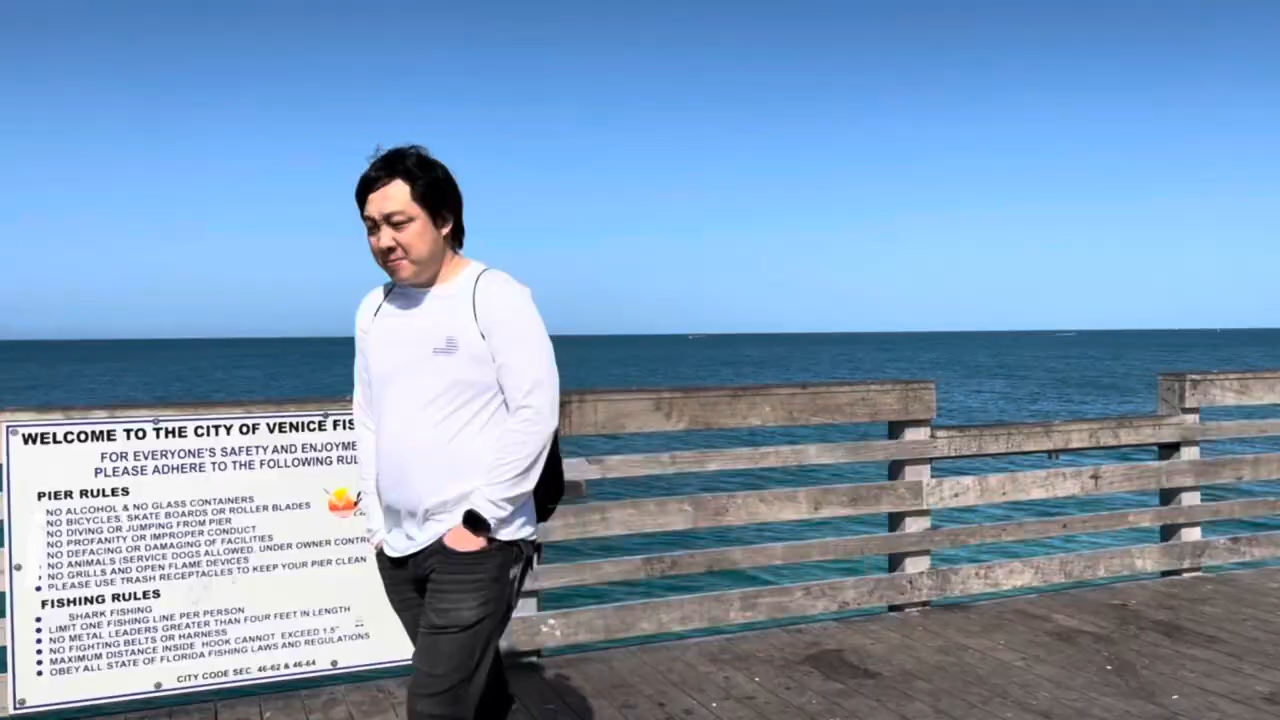 WELCOME TO THE CITY OF VENICE FIS
FOR EVERYONE'S SAFETY AND ENJOYME
PLEASE ADHERE TO THE FOLLOWING RUL
PIER RULES
NO ALCOHOL & NO GLASS CONTAINERS
NO BICYCLES, SKATE BOARDS OR ROLLER BLADES
NO DIVING OR JUMPING FROM PIER
NO PROFANITY OR IMPROPER CONDUCT
NO DEFACING OR DAMAGING OF FACILITIES
NO ANIMALS (SERVICE DOGS ALLOWED, UNDER OWNER CONTR
NO GRILLS AND OPEN FLAME DEVICES
PLEASE USE TRASH RECEPTACLES TO KEEP YOUR PIER CLEAN
FISHING RULES
SHARK FISHING
LIMIT ONE FISHING LINE PER PERSON
NO METAL LEADERS GREATER THAN FOUR FEET IN LENGTH
NO FIGHTING BELTS OR HARNESS
MAXIMUM DISTANCE INSIDE HOOK CANNOT EXCEED 1.5"
OBEY ALL STATE OF FLORIDA FISHING LAWS AND REGULATIONS
CITY CODE SEC. 46-62 & 46-64